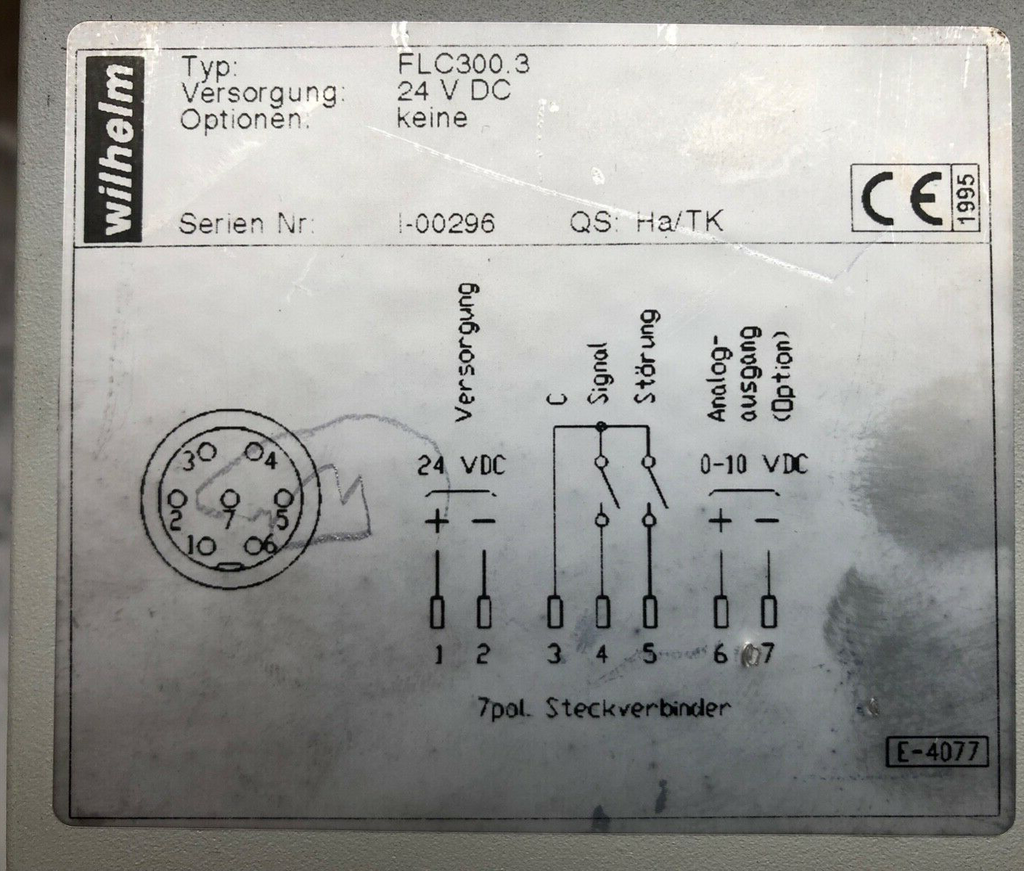 wilhelm
Typ: FLC300.3
Versorgung: 24 V DC
Optionen: keine
Serien Nr: I-00296 QS: Ha/TK
CE 1995
Versorgung
C
Signal
Störung
Analog-
ausgang
(Option)
24 VDC
0-10 VDC
+ − + −
3 4
2 7 5
1 6
1 2 3 4 5 6 7
7pol. Steckverbinder
E-4077